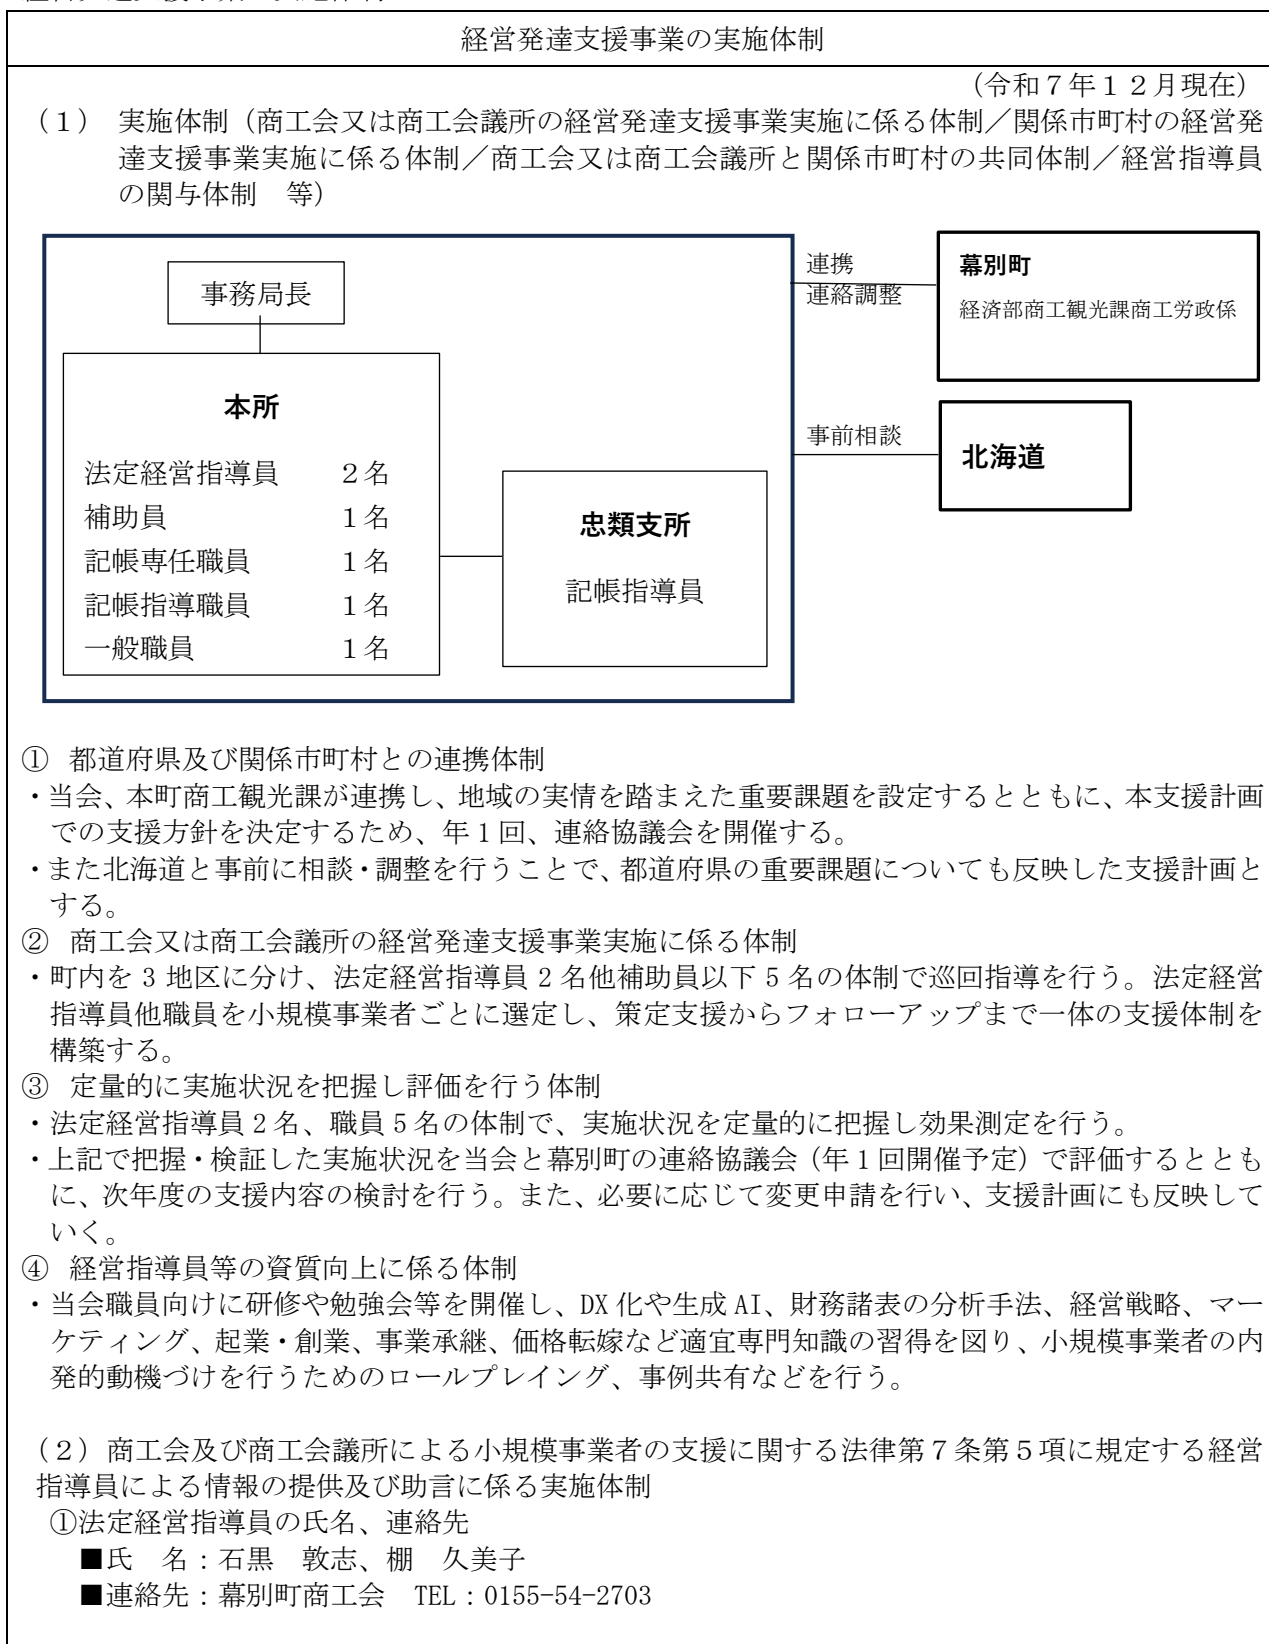 経営発達支援事業の実施体制
（令和７年１２月現在）
（１） 実施体制（商工会又は商工会議所の経営発達支援事業実施に係る体制／関係市町村の経営発
達支援事業実施に係る体制／商工会又は商工会議所と関係市町村の共同体制／経営指導員
の関与体制　等）
事務局長
本所
法定経営指導員　２名
補助員　１名
記帳専任職員　１名
記帳指導職員　１名
一般職員　１名
忠類支所
記帳指導員
連携
連絡調整
幕別町
経済部商工観光課商工労政係
事前相談
北海道
① 都道府県及び関係市町村との連携体制
・当会、本町商工観光課が連携し、地域の実情を踏まえた重要課題を設定するとともに、本支援計画
での支援方針を決定するため、年１回、連絡協議会を開催する。
・また北海道と事前に相談・調整を行うことで、都道府県の重要課題についても反映した支援計画と
する。
② 商工会又は商工会議所の経営発達支援事業実施に係る体制
・町内を 3 地区に分け、法定経営指導員 2 名他補助員以下 5 名の体制で巡回指導を行う。法定経営
指導員他職員を小規模事業者ごとに選定し、策定支援からフォローアップまで一体の支援体制を
構築する。
③ 定量的に実施状況を把握し評価を行う体制
・法定経営指導員 2 名、職員 5 名の体制で、実施状況を定量的に把握し効果測定を行う。
・上記で把握・検証した実施状況を当会と幕別町の連絡協議会（年１回開催予定）で評価するととも
に、次年度の支援内容の検討を行う。また、必要に応じて変更申請を行い、支援計画にも反映して
いく。
④ 経営指導員等の資質向上に係る体制
・当会職員向けに研修や勉強会等を開催し、DX 化や生成 AI、財務諸表の分析手法、経営戦略、マー
ケティング、起業・創業、事業承継、価格転嫁など適宜専門知識の習得を図り、小規模事業者の内
発的動機づけを行うためのロールプレイング、事例共有などを行う。
（２）商工会及び商工会議所による小規模事業者の支援に関する法律第７条第５項に規定する経営
指導員による情報の提供及び助言に係る実施体制
①法定経営指導員の氏名、連絡先
■氏　名：石黒　敦志、棚　久美子
■連絡先：幕別町商工会　TEL：0155-54-2703